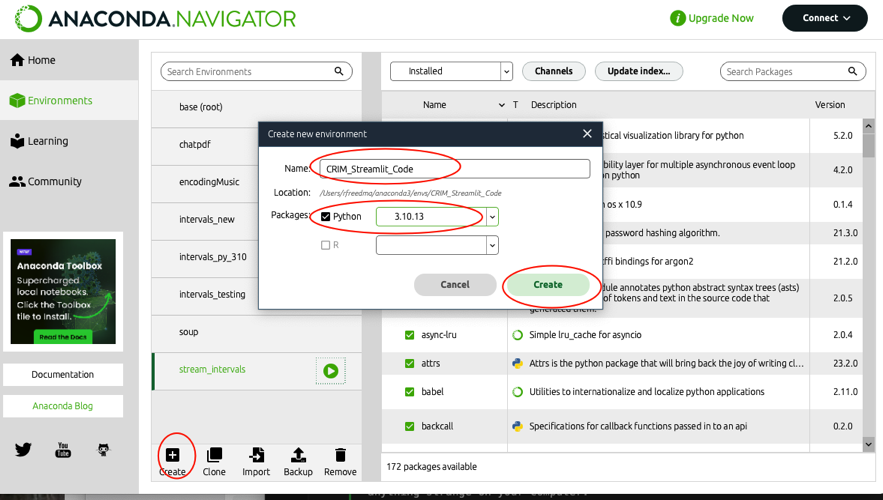 ANACONDA.NAVIGATOR
i Upgrade Now
Connect
Home
Environments
Learning
Community
NEW
Anaconda Toolbox
Supercharged
local notebooks.
Click the Toolbox
tile to install.
Read the Docs
Documentation
Anaconda Blog
You
Tube
Search Environments
base (root)
chatpdf
encodingMusic
intervals_new
intervals_py_310
intervals_testing
soup
stream_intervals
Create
Clone
Import
Backup
Remove
Installed
Channels
Update index...
Search Packages
Name
T
Description
Version
stical visualization library for python
5.2.0
bility layer for multiple asynchronous event loop
n python
4.2.0
os x 10.9
0.1.4
password hashing algorithm.
21.3.0
ffi bindings for argon2
21.2.0
dule annotates python abstract syntax trees (asts)
of tokens and text in the source code that
generated them.
2.0.5
async-lru
Simple lru_cache for asyncio
2.0.4
attrs
Attrs is the python package that will bring back the joy of writing cl...
23.2.0
babel
Utilities to internationalize and localize python applications
2.11.0
backcall
Specifications for callback functions passed in to an api
0.2.0
172 packages available
Create new environment
Name:
CRIM_Streamlit_Code
Location:
/Users/rfreedma/anaconda3/envs/CRIM_Streamlit_Code
Packages:
Python
3.10.13
R
Cancel
Create
anything strange on your computer.